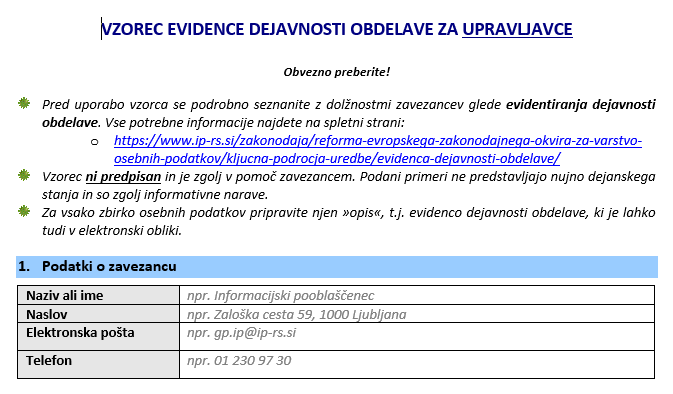 VZOREC EVIDENCE DEJAVNOSTI OBDELAVE ZA UPRAVLJAVCE
Obvezno preberite!
Pred uporabo vzorca se podrobno seznanite z dolžnostmi zavezancev glede evidentiranja dejavnosti
obdelave. Vse potrebne informacije najdete na spletni strani:
o https://www.ip-rs.si/zakonodaja/reforma-evropskega-zakonodajnega-okvira-za-varstvo-
osebnih-podatkov/kljucna-podrocja-uredbe/evidenca-dejavnosti-obdelave/
Vzorec ni predpisan in je zgolj v pomoč zavezancem. Podani primeri ne predstavljajo nujno dejanskega
stanja in so zgolj informativne narave.
Za vsako zbirko osebnih podatkov pripravite njen »opis«, t.j. evidenco dejavnosti obdelave, ki je lahko
tudi v elektronski obliki.
1. Podatki o zavezancu
Naziv ali ime npr. Informacijski pooblaščenec
Naslov npr. Zaloška cesta 59, 1000 Ljubljana
Elektronska pošta npr. gp.ip@ip-rs.si
Telefon npr. 01 230 97 30